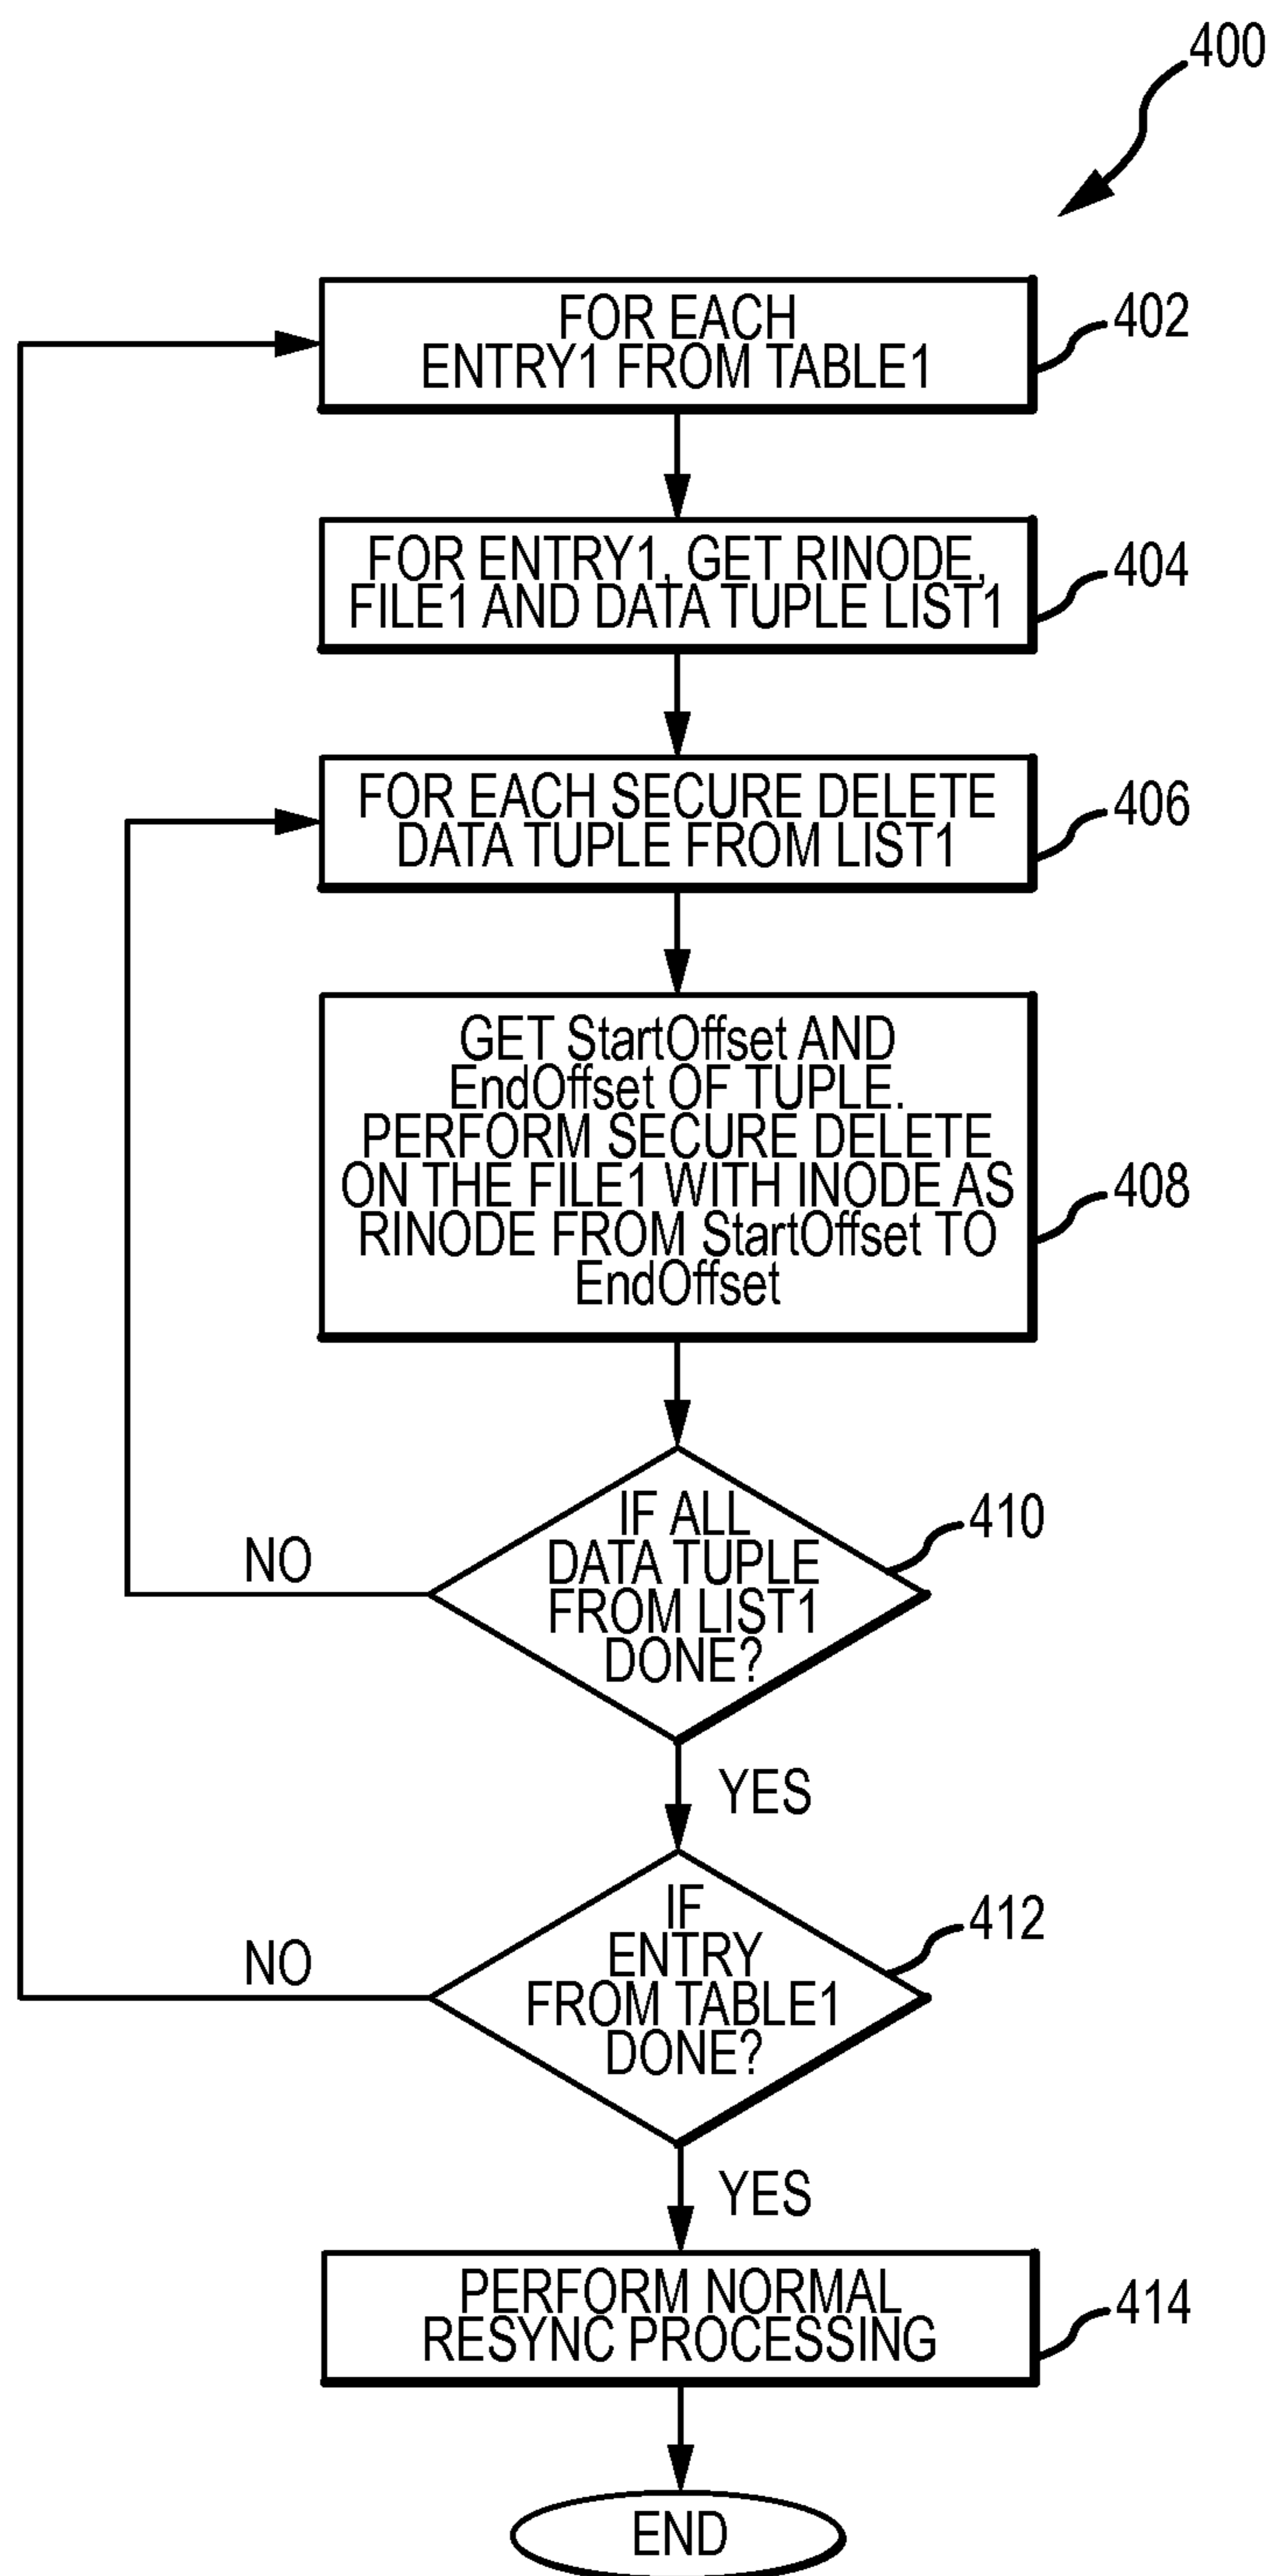 400
FOR EACH
ENTRY1 FROM TABLE1
402
FOR ENTRY1, GET RINODE,
FILE1 AND DATA TUPLE LIST1
404
FOR EACH SECURE DELETE
DATA TUPLE FROM LIST1
406
GET StartOffset AND
EndOffset OF TUPLE.
PERFORM SECURE DELETE
ON THE FILE1 WITH INODE AS
RINODE FROM StartOffset TO
EndOffset
408
IF ALL
DATA TUPLE
FROM LIST1
DONE?
410
NO
YES
IF
ENTRY
FROM TABLE1
DONE?
412
NO
YES
PERFORM NORMAL
RESYNC PROCESSING
414
END